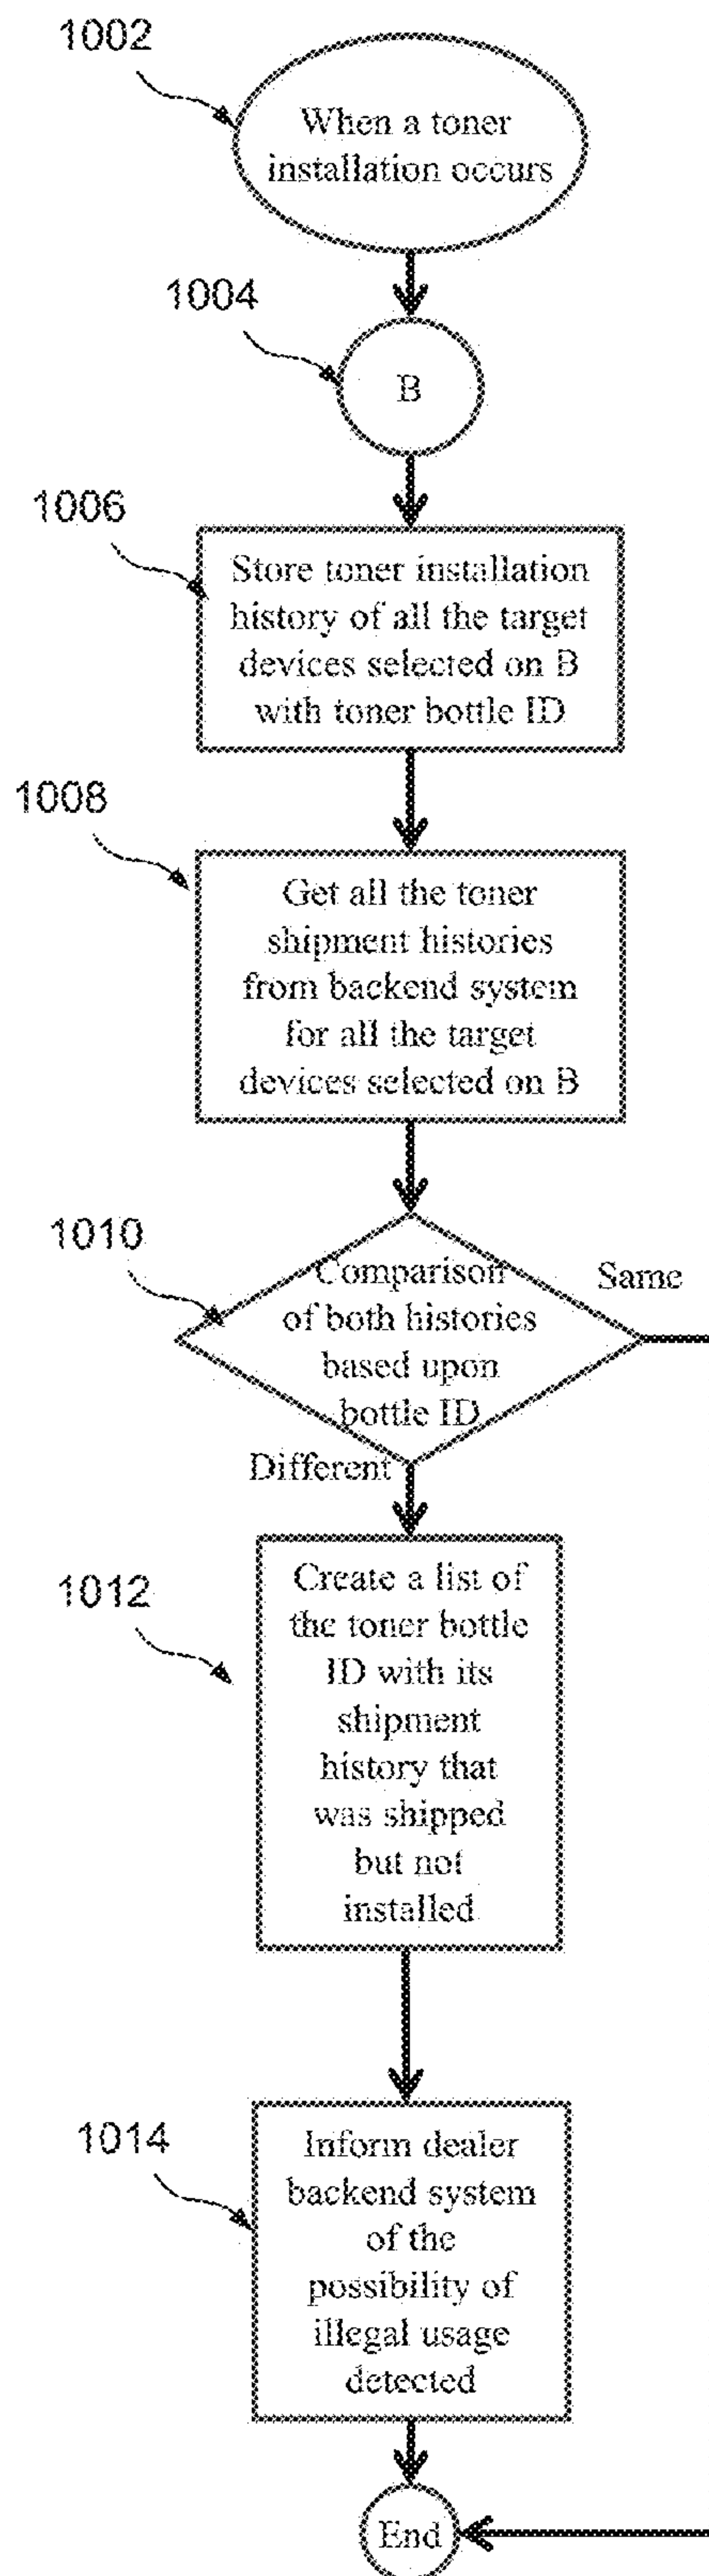 1002
When a toner
installation occurs
1004
B
1006
Store toner installation
history of all the target
devices selected on B
with toner bottle ID
1008
Get all the toner
shipment histories
from backend system
for all the target
devices selected on B
1010
Comparison
of both histories
based upon
bottle ID
Same
Different
1012
Create a list of
the toner bottle
ID with its
shipment
history that
was shipped
but not
installed
1014
Inform dealer
backend system
of the
possibility of
illegal usage
detected
End